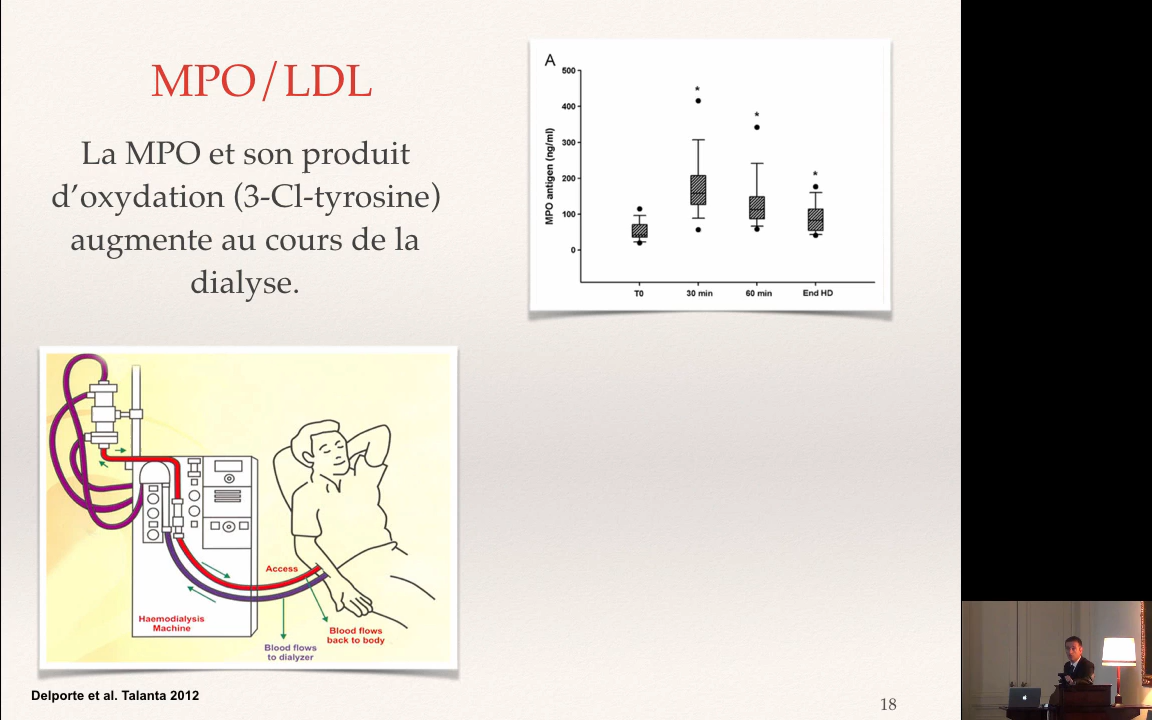 MPO/LDL
La MPO et son produit
d’oxydation (3-Cl-tyrosine)
augmente au cours de la
dialyse.
A
MPO antigen (ng/ml)
500
400
300
200
100
0
*
*
*
T0 30 min 60 min End HD
Access
Haemodialysis
Machine
Blood flows
back to body
Blood flows
to dialyzer
Delporte et al. Talanta 2012
18